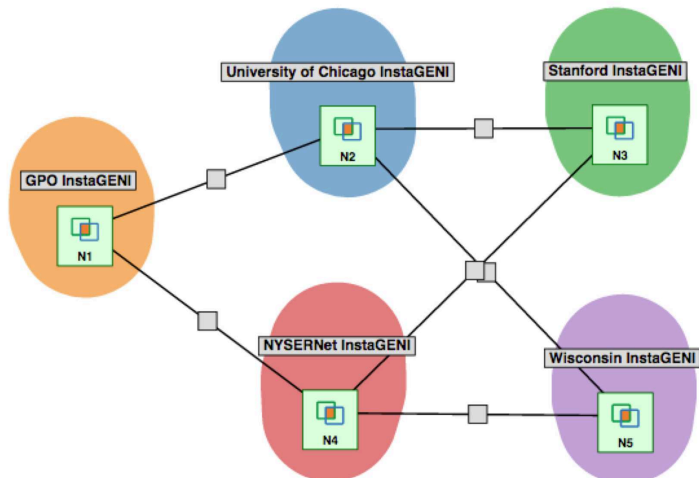 University of Chicago InstaGENI
Stanford InstaGENI
N2
N3
GPO InstaGENI
N1
NYSERNet InstaGENI
Wisconsin InstaGENI
N4
N5